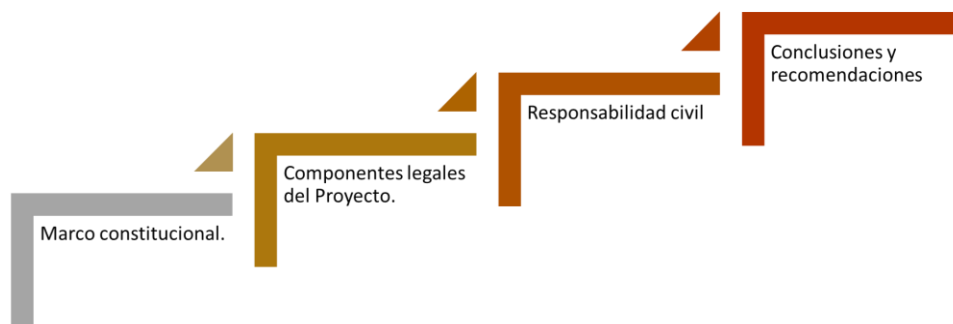 Marco constitucional.
Componentes legales
del Proyecto.
Responsabilidad civil
Conclusiones y
recomendaciones